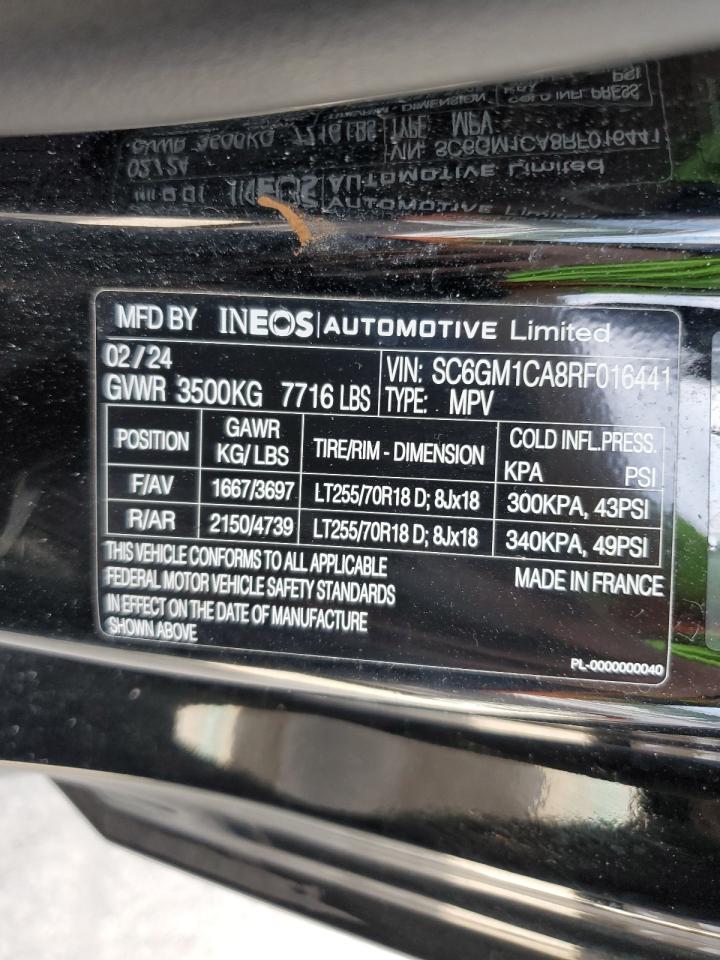 MFD BY INEOS | AUTOMOTIVE Limited
02/24
GVWR 3500KG 7716 LBS
VIN: SC6GM1CA8RF016441
TYPE: MPV
POSITION GAWR KG/LBS TIRE/RIM - DIMENSION COLD INFL.PRESS. KPA PSI
F/AV 1667/3697 LT255/70R18 D; 8Jx18 300KPA, 43PSI
R/AR 2150/4739 LT255/70R18 D; 8Jx18 340KPA, 49PSI
THIS VEHICLE CONFORMS TO ALL APPLICABLE
FEDERAL MOTOR VEHICLE SAFETY STANDARDS
IN EFFECT ON THE DATE OF MANUFACTURE
SHOWN ABOVE
MADE IN FRANCE
PL-0000000040